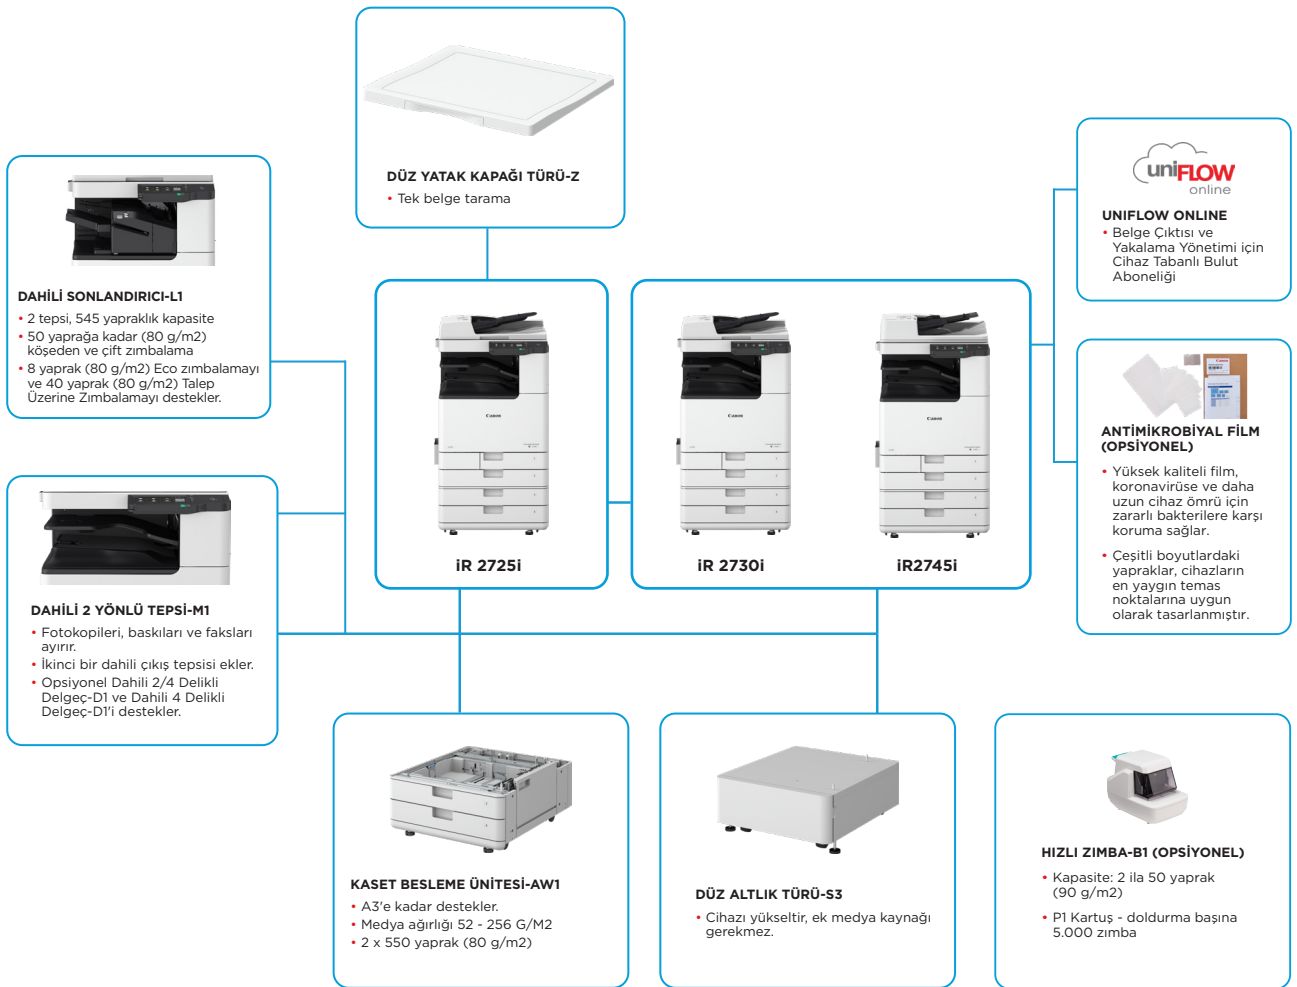 DÜZ YATAK KAPAĞI TÜRÜ-Z
• Tek belge tarama
uniFLOW
online
UNIFLOW ONLINE
• Belge Çıktısı ve
Yakalama Yönetimi için
Cihaz Tabanlı Bulut
Aboneliği
DAHİLİ SONLANDIRICI-L1
• 2 tepsi, 545 yapraklık kapasite
• 50 yaprağa kadar (80 g/m2)
köşeden ve çift zımbalama
• 8 yaprak (80 g/m2) Eco zımbalamayı
ve 40 yaprak (80 g/m2) Talep
Üzerine Zımbalamayı destekler.
Canon
Canon
Canon
iR 2725i
iR 2730i
iR2745i
ANTİMİKROBİYAL FİLM
(OPSİYONEL)
• Yüksek kaliteli film,
koronavirüse ve daha
uzun cihaz ömrü için
zararlı bakterilere karşı
koruma sağlar.
• Çeşitli boyutlardaki
yapraklar, cihazların
en yaygın temas
noktalarına uygun
olarak tasarlanmıştır.
DAHİLİ 2 YÖNLÜ TEPSİ-M1
• Fotokopileri, baskıları ve faksları
ayırır.
• İkinci bir dahili çıkış tepsisi ekler.
• Opsiyonel Dahili 2/4 Delikli
Delgeç-D1 ve Dahili 4 Delikli
Delgeç-D1'i destekler.
KASET BESLEME ÜNİTESİ-AW1
• A3'e kadar destekler.
• Medya ağırlığı 52 - 256 G/M2
• 2 x 550 yaprak (80 g/m2)
DÜZ ALTLIK TÜRÜ-S3
• Cihazı yükseltir, ek medya kaynağı
gerekmez.
HIZLI ZIMBA-B1 (OPSİYONEL)
• Kapasite: 2 ila 50 yaprak
(90 g/m2)
• P1 Kartuş - doldurma başına
5.000 zımba